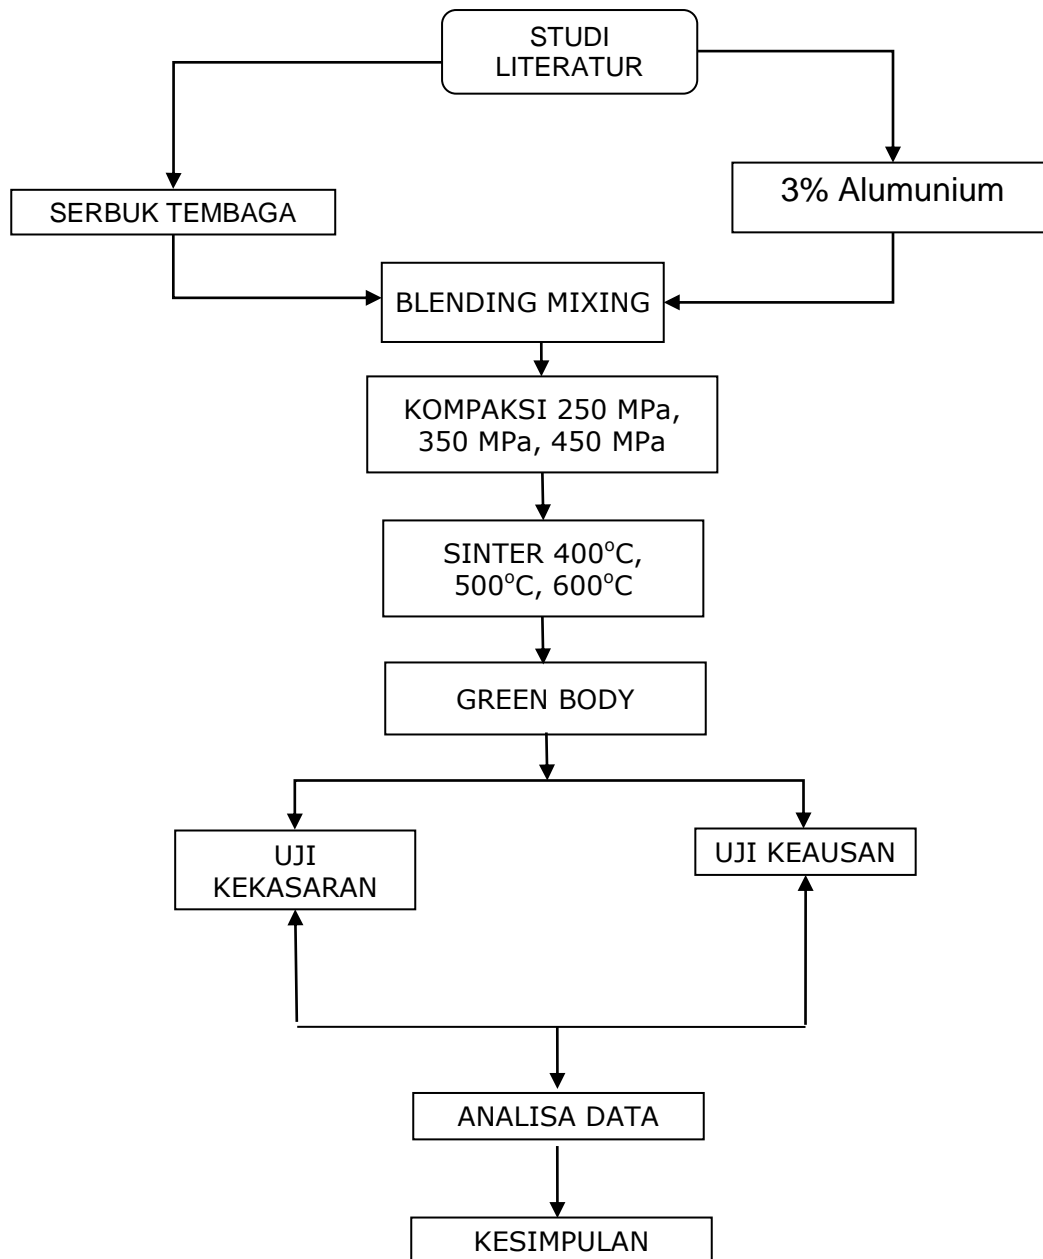 STUDI
LITERATUR
SERBUK TEMBAGA
3% Alumunium
BLENDING MIXING
KOMPAKSI 250 MPa,
350 MPa, 450 MPa
SINTER 400°C,
500°C, 600°C
GREEN BODY
UJI
KEKASARAN
UJI KEAUSAN
ANALISA DATA
KESIMPULAN